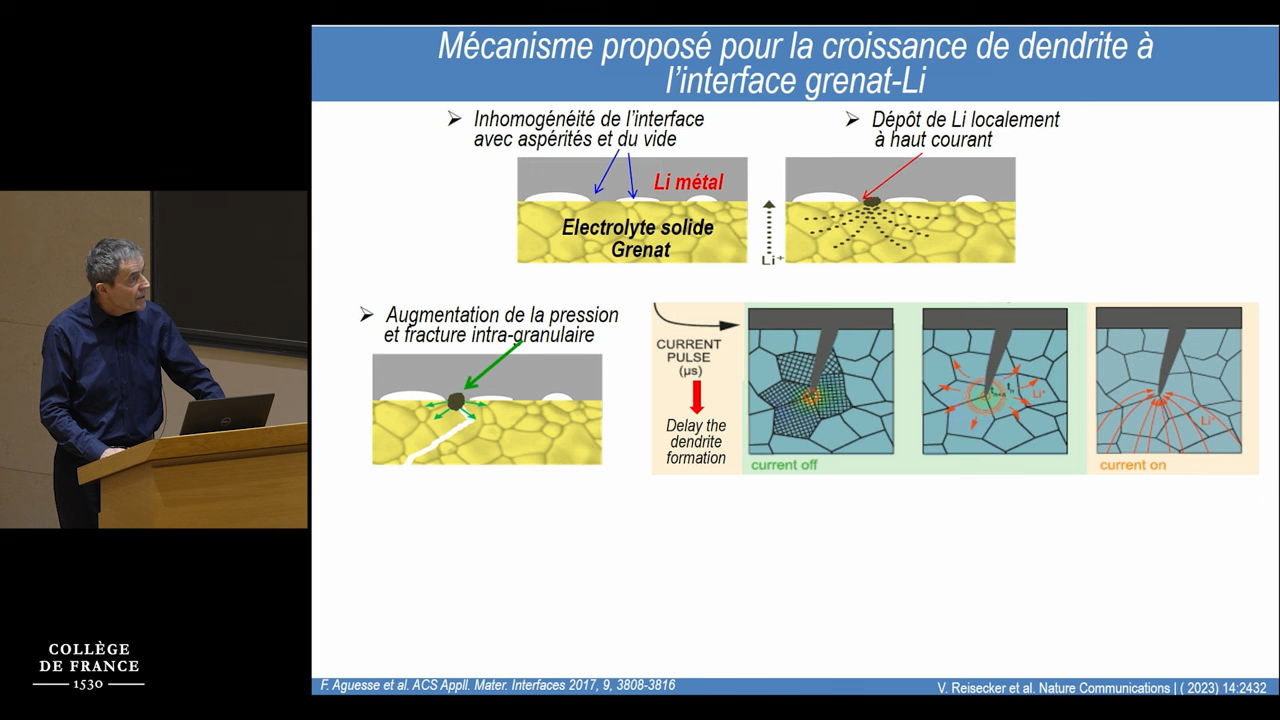 Mécanisme proposé pour la croissance de dendrite à
l'interface grenat-Li
➢ Inhomogénéité de l'interface
avec aspérités et du vide
➢ Dépôt de Li localement
à haut courant
Li métal
Electrolyte solide
Grenat
Li⁺
➢ Augmentation de la pression
et fracture intra-granulaire
CURRENT
PULSE
(µs)
Delay the
dendrite
formation
Li⁺
Li⁺
current off
current on
COLLÈGE
DE FRANCE
1530
F. Aguesse et al. ACS Appll. Mater. Interfaces 2017, 9, 3808-3816
V. Reisecker et al. Nature Communications | ( 2023) 14:2432